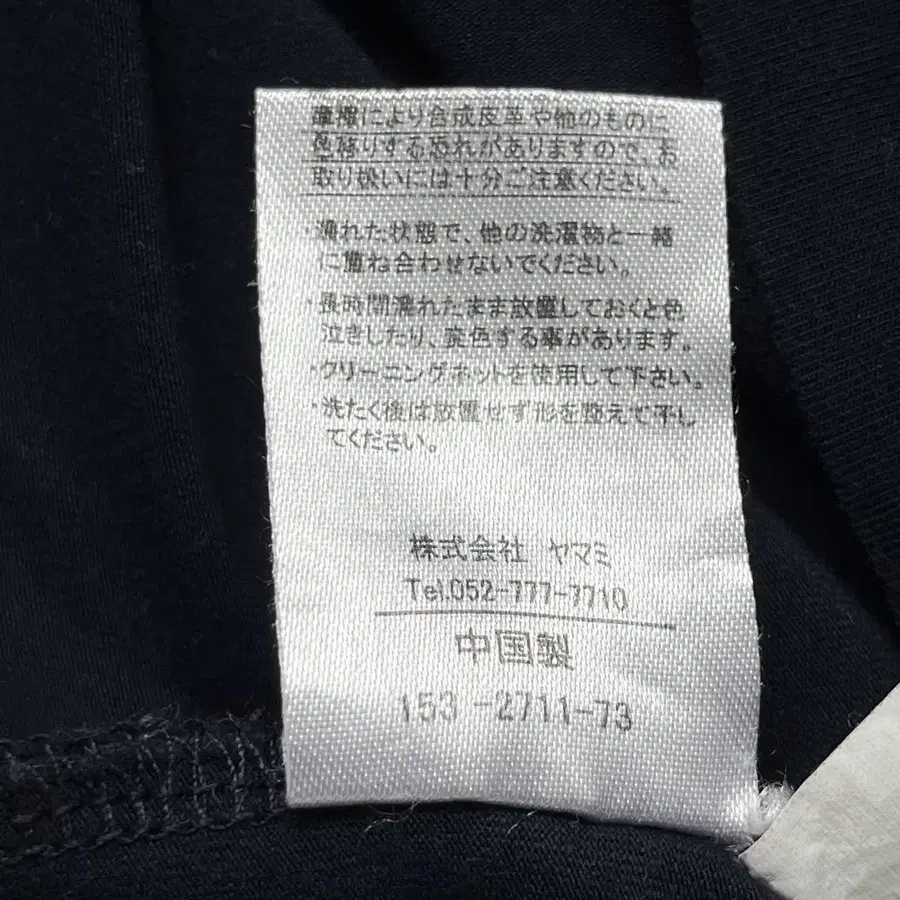 摩擦により合成皮革や他のものに
色移りする恐れがありますので、お
取り扱いには十分ご注意ください。
・濡れた状態で、他の洗濯物と一緒
に重ね合わせないでください。
・長時間濡れたまま放置しておくと色
泣きしたり、変色する事があります。
・クリーニングネットを使用して下さい。
・洗たく後は放置せず形を整えて干し
てください。
株式会社 ヤマミ
Tel.052-777-7710
中国製
153-2711-73